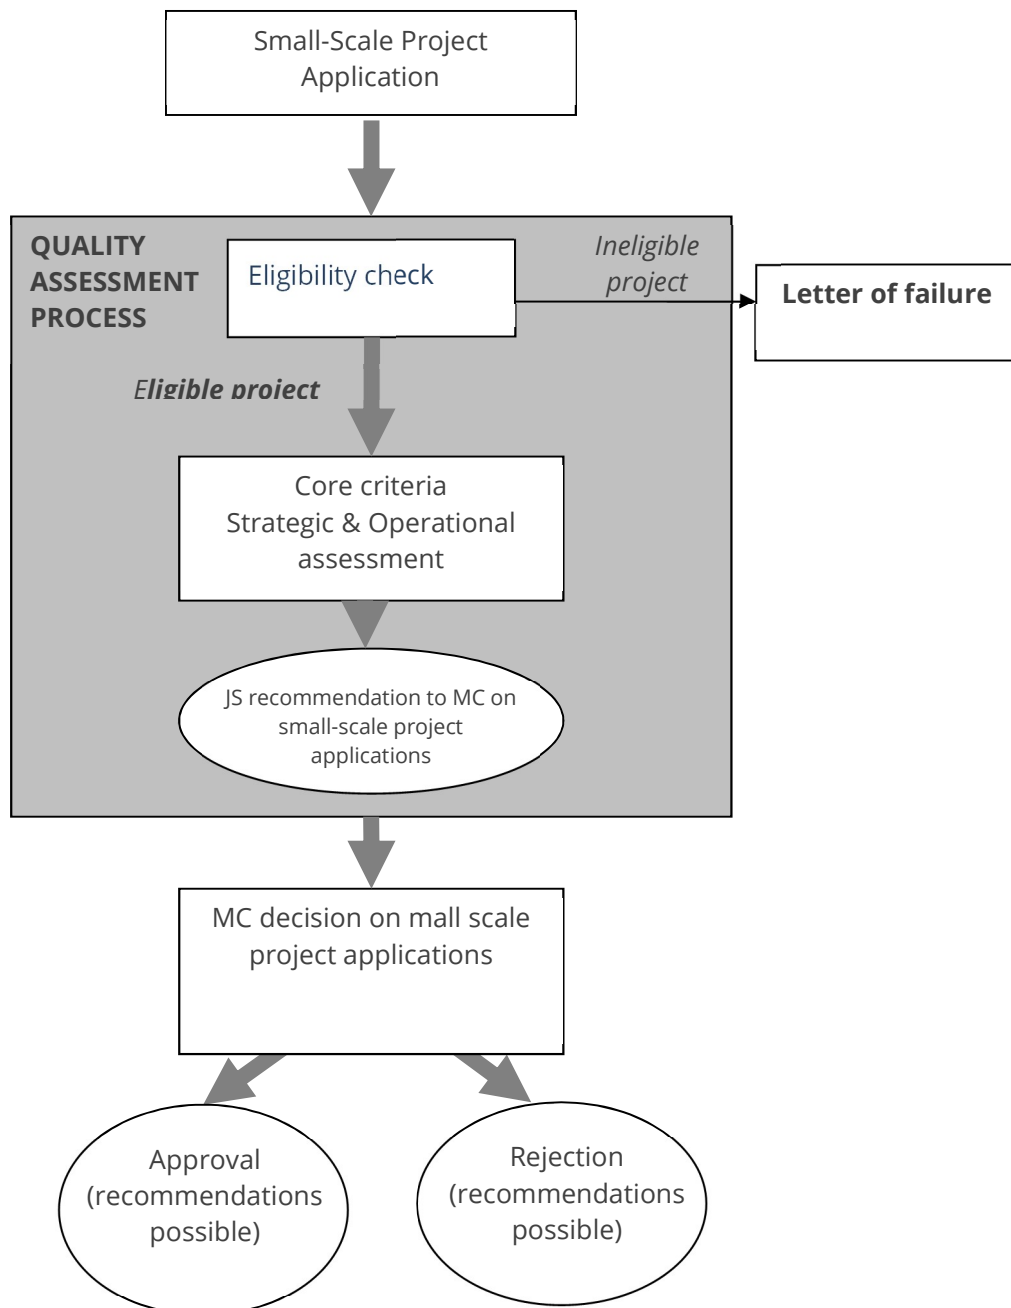 Small-Scale Project
Application
QUALITY
ASSESSMENT
PROCESS
Eligibility check
Ineligible
project
Letter of failure
Eligible project
Core criteria
Strategic & Operational
assessment
JS recommendation to MC on
small-scale project
applications
MC decision on mall scale
project applications
Approval
(recommendations
possible)
Rejection
(recommendations
possible)